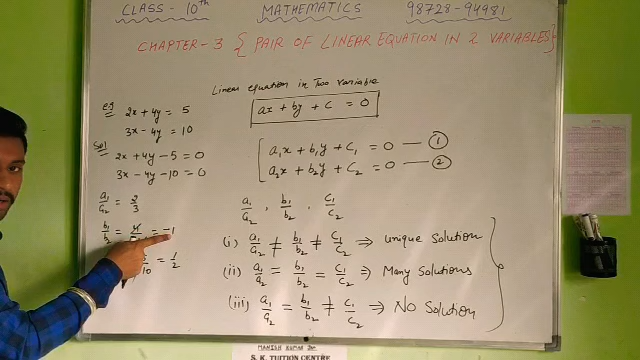 CLASS - 10th MATHEMATICS 98728-94981
CHAPTER-3 { PAIR OF LINEAR EQUATION IN 2 VARIABLES}
Linear equation in Two Variable
ax + by + c = 0
eg 2x + 4y = 5
3x - 4y = 10
Sol 2x + 4y - 5 = 0
3x - 4y - 10 = 0
a₁/a₂ = 2/3
b₁/b₂ = 4/ = -1
/10 = 1/2
a₁x + b₁y + c₁ = 0 — ①
a₂x + b₂y + c₂ = 0 — ②
a₁/a₂ , b₁/b₂ , c₁/c₂
(i) a₁/a₂ ≠ b₁/b₂ ≠ c₁/c₂ ⇒ unique Solution
(ii) a₁/a₂ = b₁/b₂ = c₁/c₂ ⇒ Many Solutions
(iii) a₁/a₂ = b₁/b₂ ≠ c₁/c₂ ⇒ No Solution
MANISH KUMAR
S. K. TUITION CENTRE